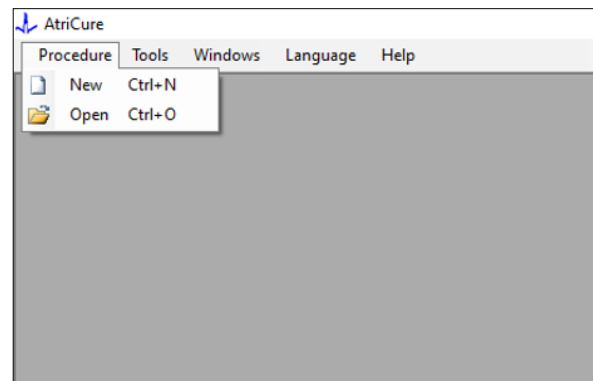 AtriCure
Procedure Tools Windows Language Help
New Ctrl+N
Open Ctrl+O